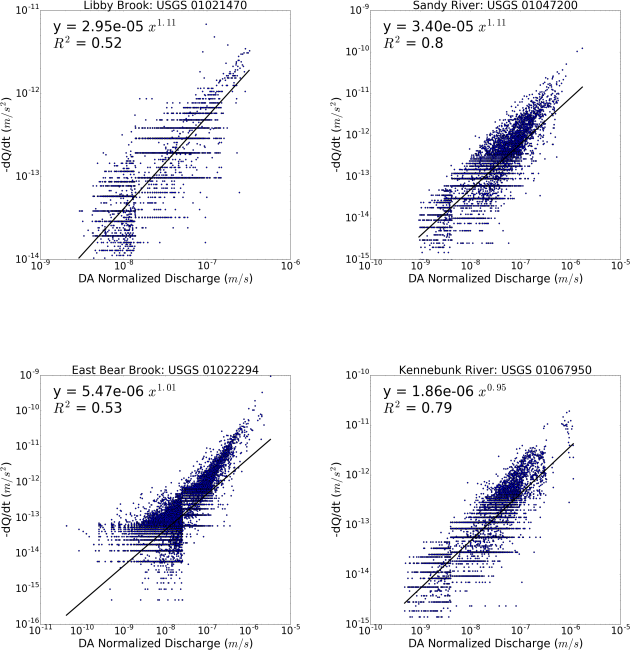 Libby Brook: USGS 01021470
y = 2.95e-05 x^1.11
R^2 = 0.52
-dQ/dt (m/s^2)
10^-11
10^-12
10^-13
10^-14
10^-9 10^-8 10^-7 10^-6
DA Normalized Discharge (m/s)
Sandy River: USGS 01047200
y = 3.40e-05 x^1.11
R^2 = 0.8
-dQ/dt (m/s^2)
10^-9
10^-10
10^-11
10^-12
10^-13
10^-14
10^-15
10^-10 10^-9 10^-8 10^-7 10^-6 10^-5
DA Normalized Discharge (m/s)
East Bear Brook: USGS 01022294
y = 5.47e-06 x^1.01
R^2 = 0.53
-dQ/dt (m/s^2)
10^-9
10^-10
10^-11
10^-12
10^-13
10^-14
10^-15
10^-16
10^-11 10^-10 10^-9 10^-8 10^-7 10^-6 10^-5
DA Normalized Discharge (m/s)
Kennebunk River: USGS 01067950
y = 1.86e-06 x^0.95
R^2 = 0.79
-dQ/dt (m/s^2)
10^-10
10^-11
10^-12
10^-13
10^-14
10^-15
10^-10 10^-9 10^-8 10^-7 10^-6 10^-5
DA Normalized Discharge (m/s)